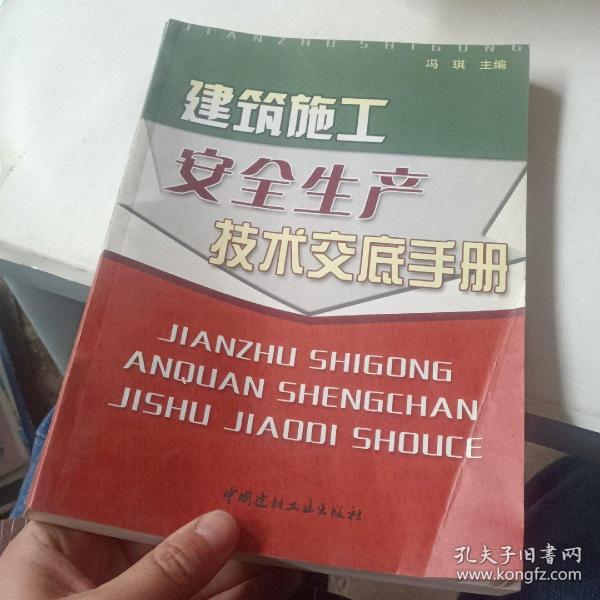 JIANZHU SHIGONG
冯 琪 主编
建筑施工
安全生产
技术交底手册
JIANZHU SHIGONG
ANQUAN SHENGCHAN
JISHU JIAODI SHOUCE
中国建材工业出版社
孔夫子旧书网
www.kongfz.com